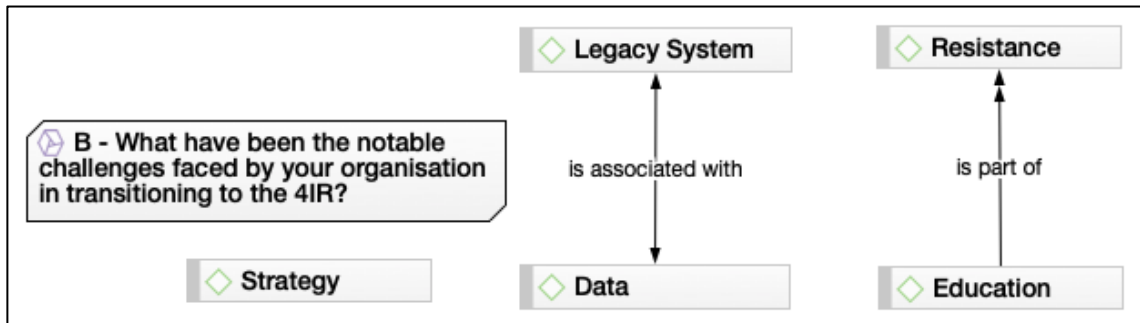 Legacy System
Resistance
B - What have been the notable
challenges faced by your organisation
in transitioning to the 4IR?
is associated with
is part of
Strategy
Data
Education